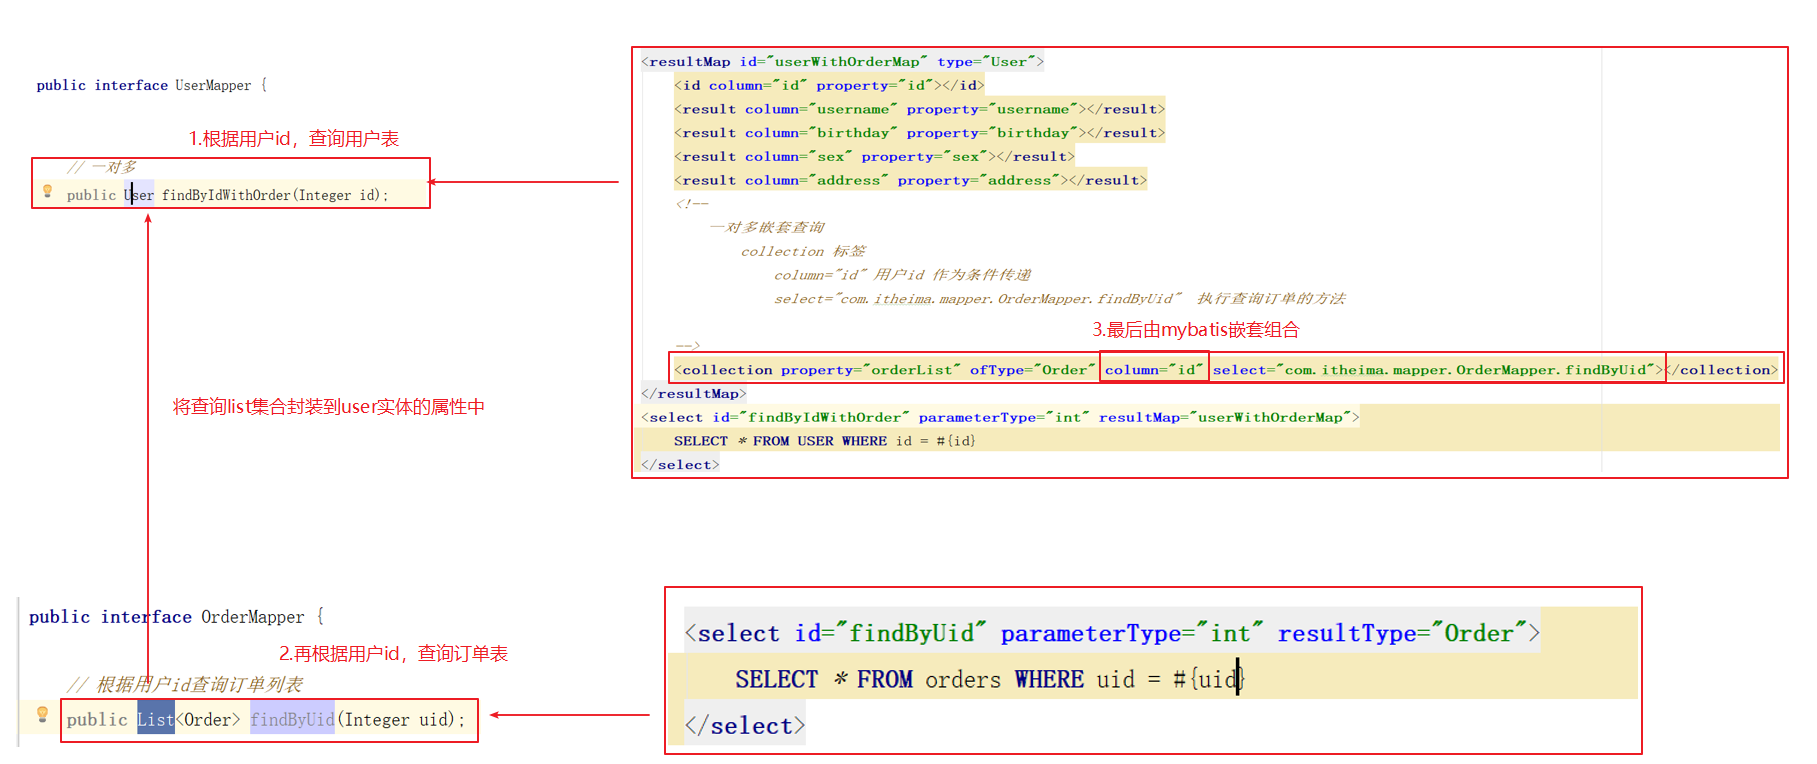 public interface UserMapper {
1.根据用户id，查询用户表
// 一对多
public User findByIdWithOrder(Integer id);
将查询list集合封装到user实体的属性中
<resultMap id="userWithOrderMap" type="User">
<id column="id" property="id"></id>
<result column="username" property="username"></result>
<result column="birthday" property="birthday"></result>
<result column="sex" property="sex"></result>
<result column="address" property="address"></result>
<!--
一对多嵌套查询
collection 标签
column="id" 用户id 作为条件传递
select="com.itheima.mapper.OrderMapper.findByUid" 执行查询订单的方法
3.最后由mybatis嵌套组合
-->
<collection property="orderList" ofType="Order" column="id" select="com.itheima.mapper.OrderMapper.findByUid"></collection>
</resultMap>
<select id="findByIdWithOrder" parameterType="int" resultMap="userWithOrderMap">
SELECT * FROM USER WHERE id = #{id}
</select>
public interface OrderMapper {
2.再根据用户id，查询订单表
// 根据用户id查询订单列表
public List<Order> findByUid(Integer uid);
<select id="findByUid" parameterType="int" resultType="Order">
SELECT * FROM orders WHERE uid = #{uid}
</select>